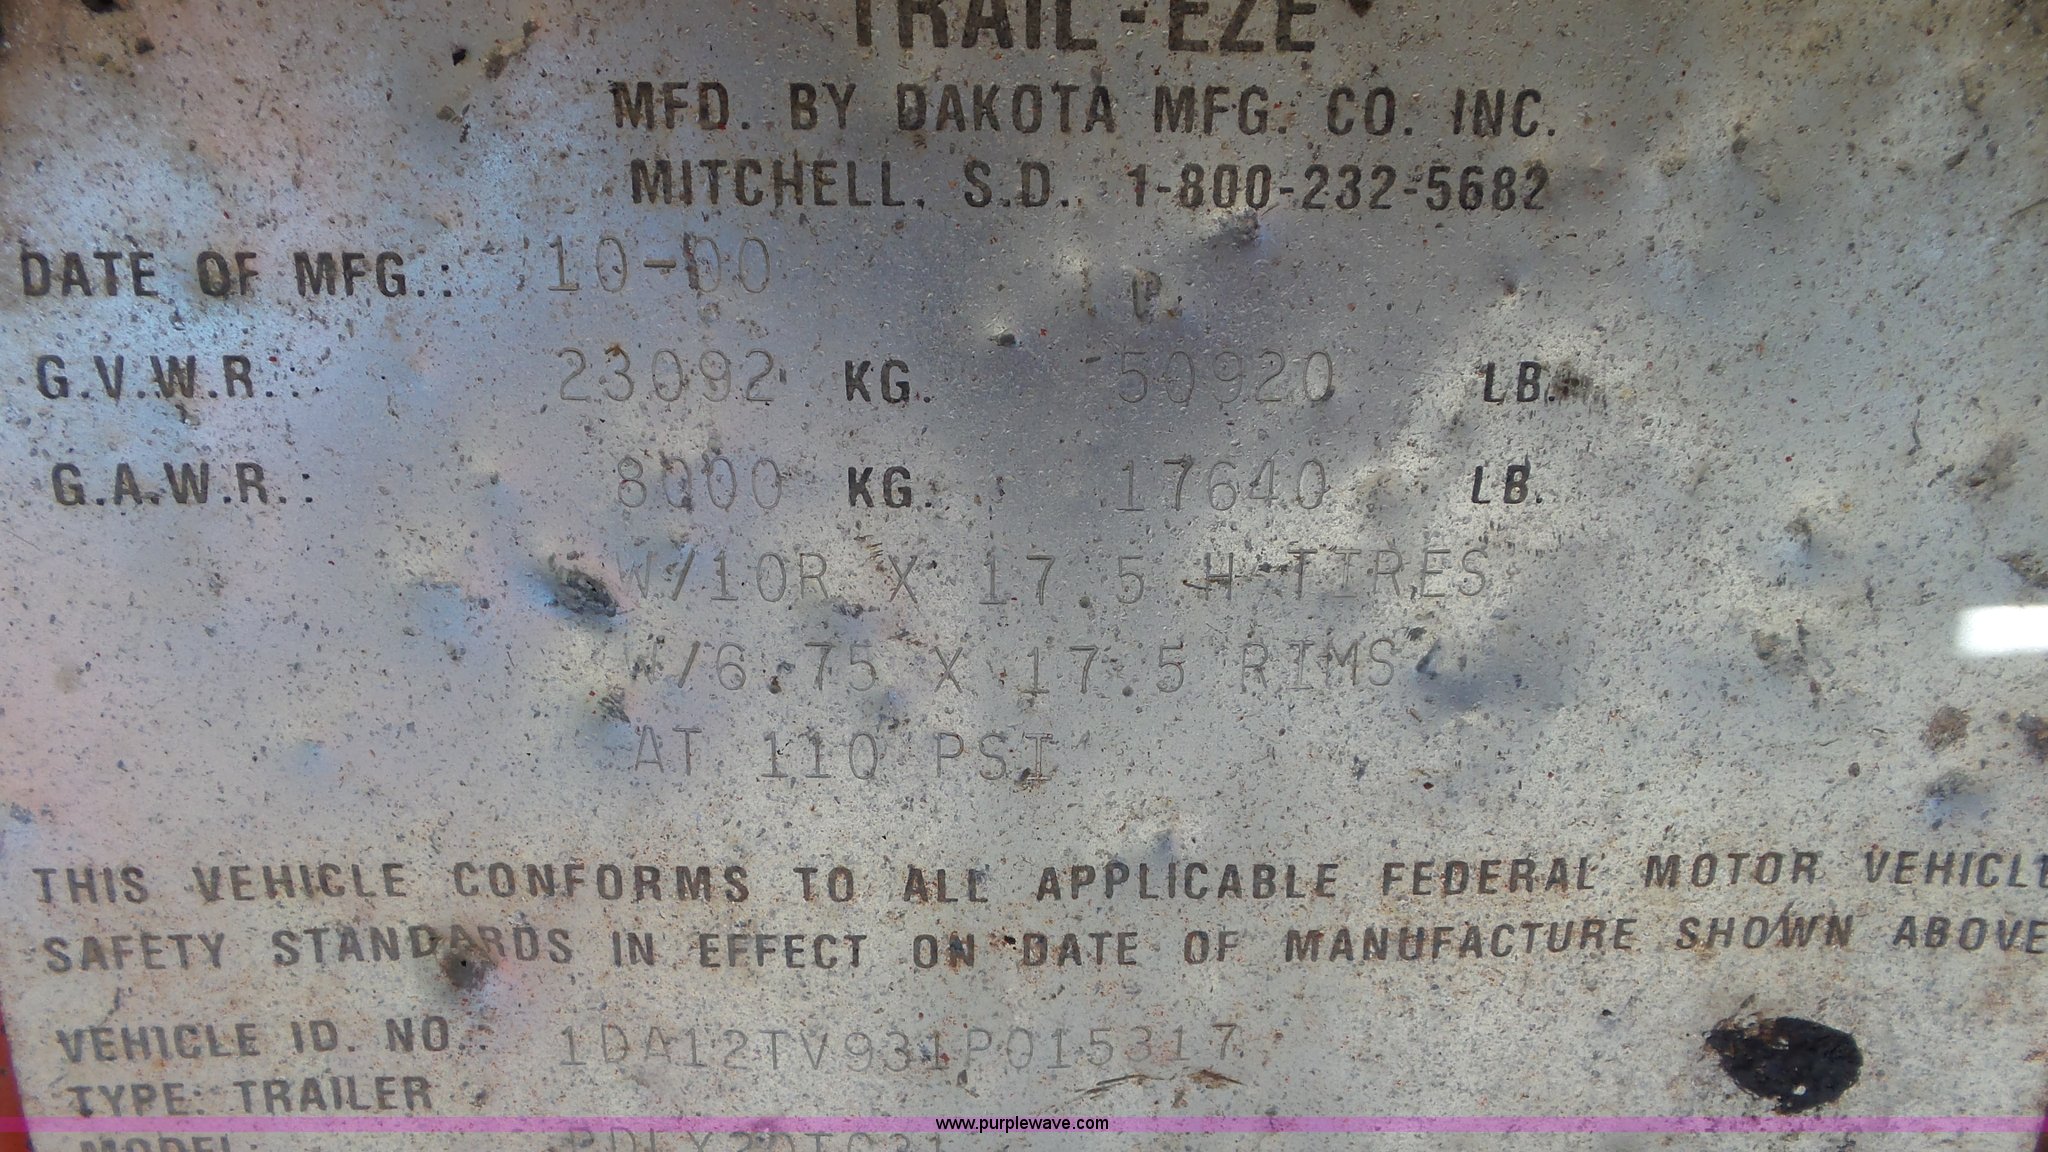 TRAIL-EZE
MFD. BY DAKOTA MFG. CO. INC.
MITCHELL, S.D. 1-800-232-5682
DATE OF MFG.: 10-00
G.V.W.R.: 23092 KG. 50920 LB.
G.A.W.R.: 8000 KG. 17640 LB.
W/10R X 17.5 H TIRES
W/6.75 X 17.5 RIMS
AT 110 PSI
THIS VEHICLE CONFORMS TO ALL APPLICABLE FEDERAL MOTOR VEHICLE
SAFETY STANDARDS IN EFFECT ON DATE OF MANUFACTURE SHOWN ABOVE
VEHICLE ID. NO.: 1DA12TV931P015317
TYPE: TRAILER
www.purplewave.com
MODEL: